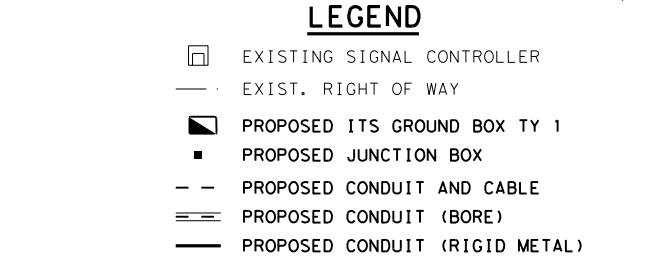 LEGEND
EXISTING SIGNAL CONTROLLER
EXIST. RIGHT OF WAY
PROPOSED ITS GROUND BOX TY 1
PROPOSED JUNCTION BOX
PROPOSED CONDUIT AND CABLE
PROPOSED CONDUIT (BORE)
PROPOSED CONDUIT (RIGID METAL)